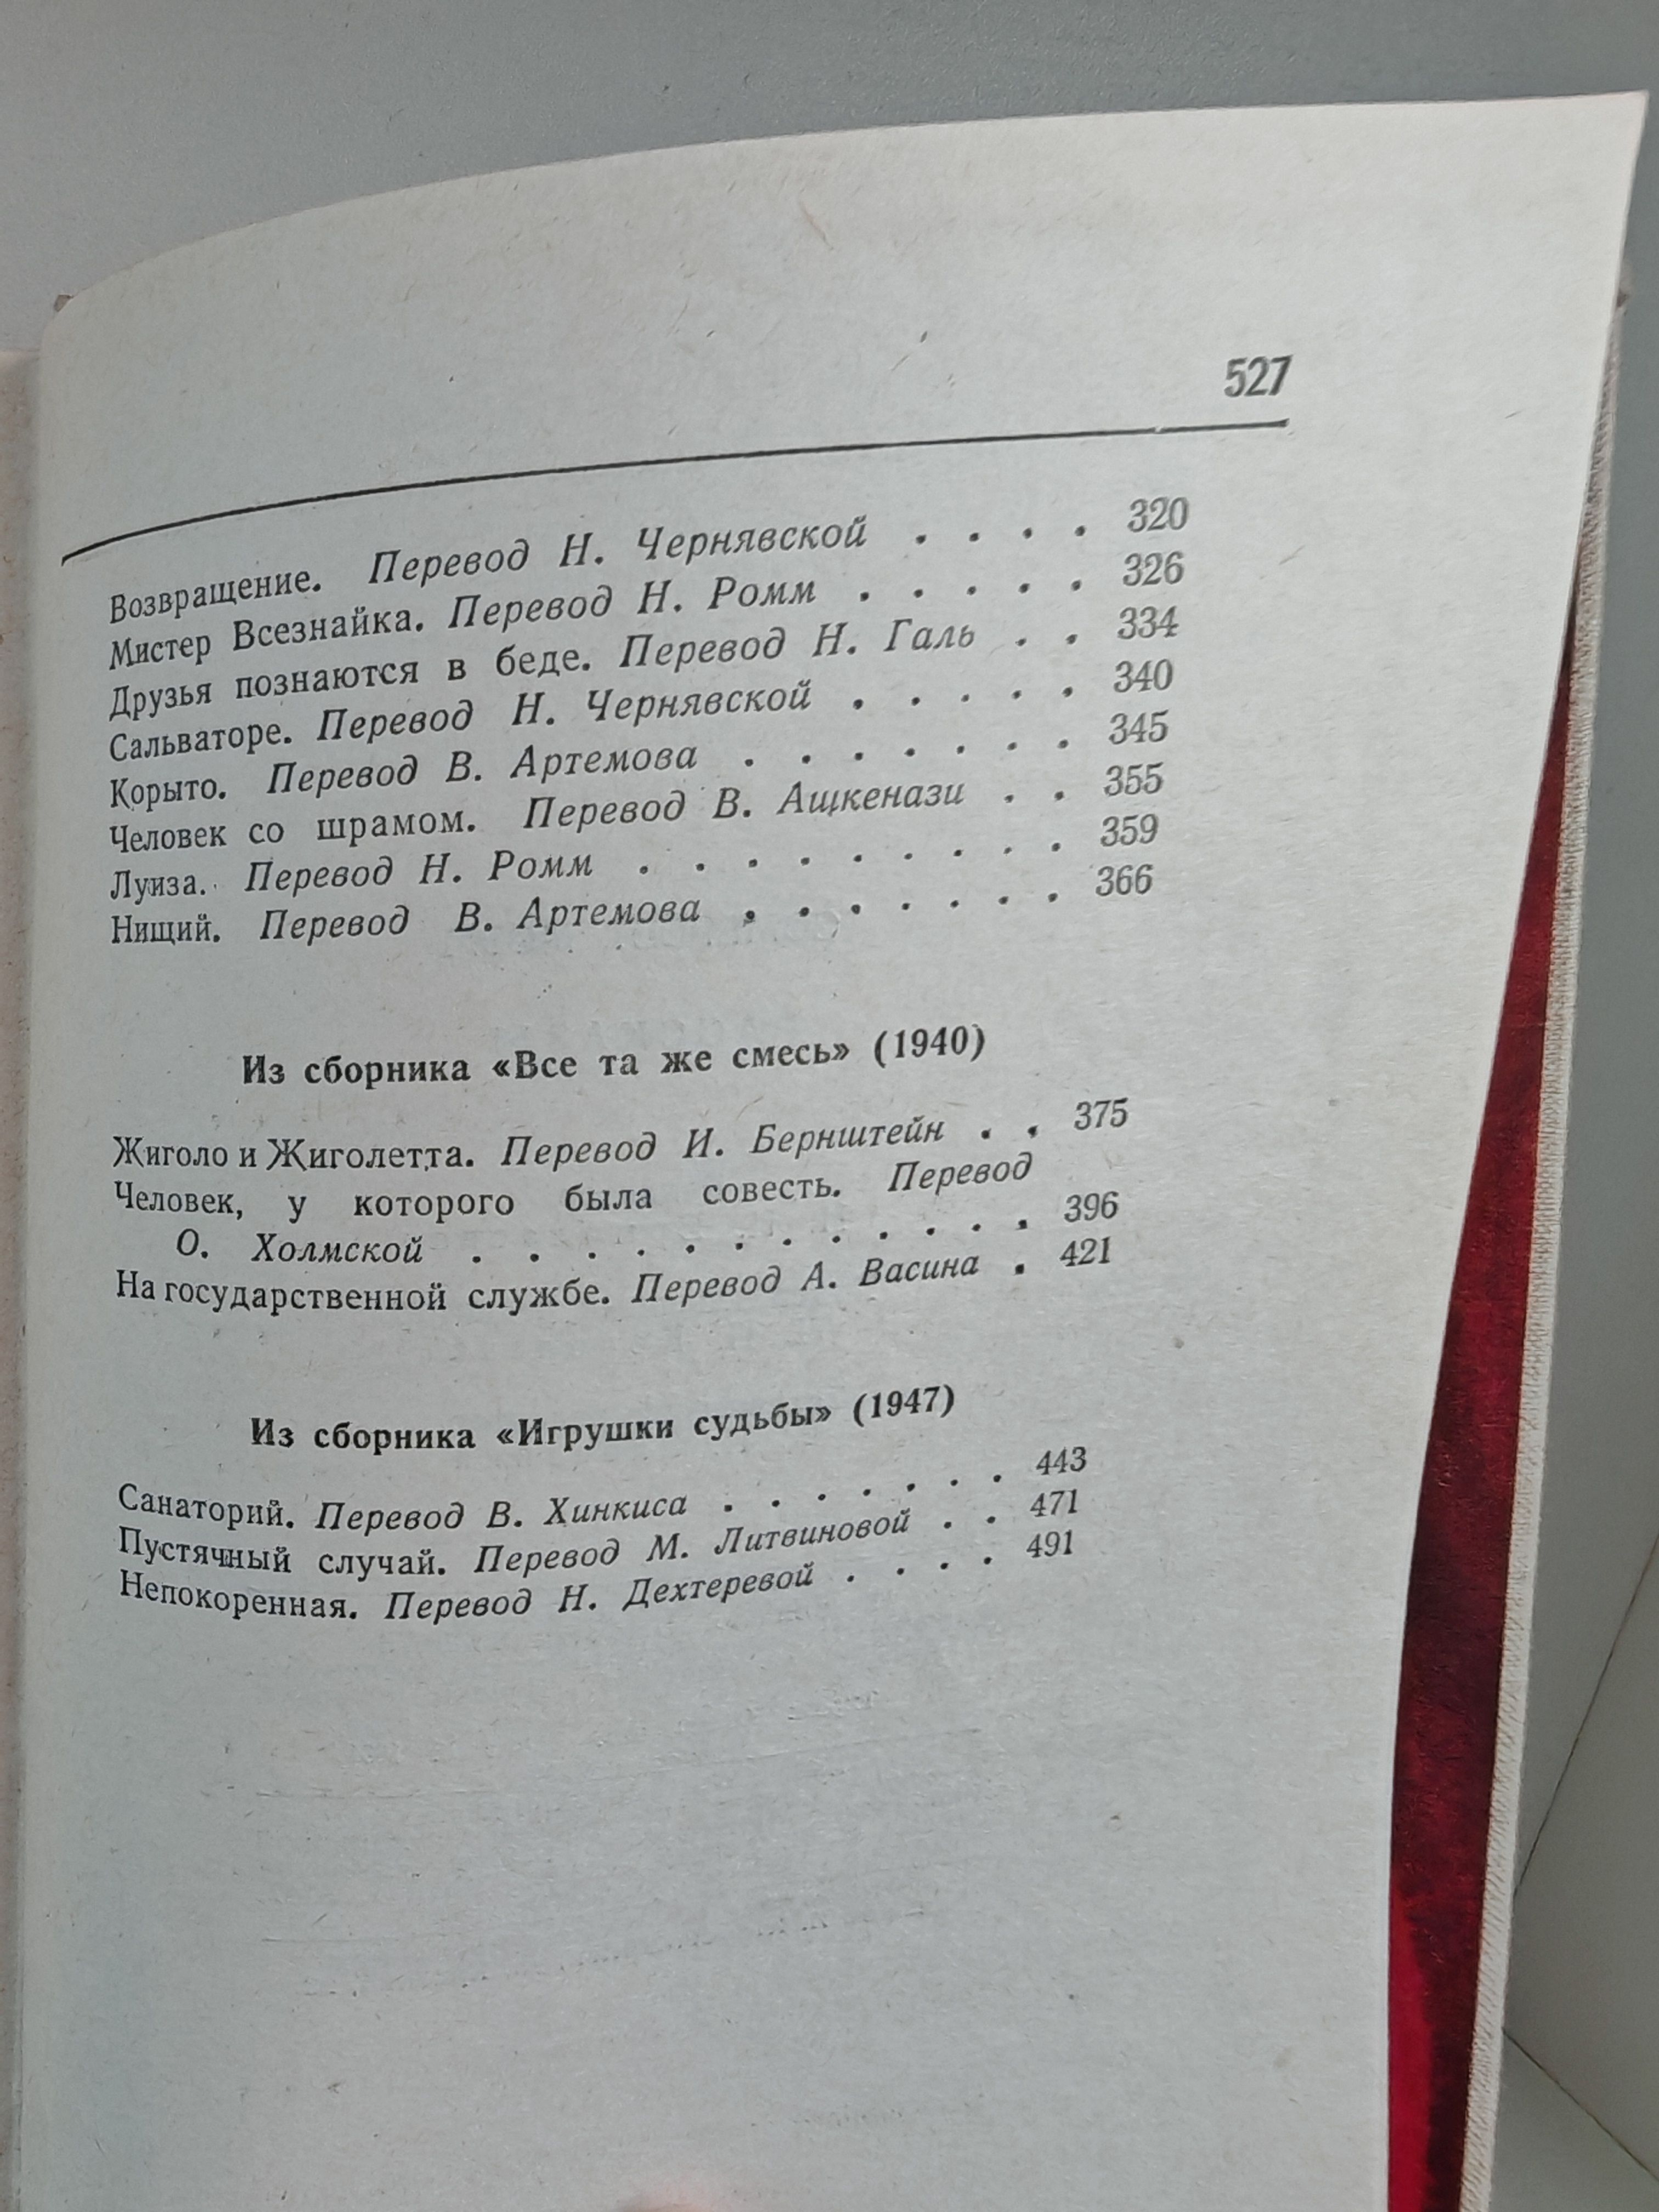 527
Возвращение. Перевод Н. Чернявской . . . . 320
Мистер Всезнайка. Перевод Н. Ромм . . . . . 326
Друзья познаются в беде. Перевод Н. Галь . . 334
Сальваторе. Перевод Н. Чернявской . . . . . 340
Корыто. Перевод В. Артемова . . . . . . . 345
Человек со шрамом. Перевод В. Ашкенази . . 355
Луиза. Перевод Н. Ромм . . . . . . . . . 359
Нищий. Перевод В. Артемова . . . . . . . 366
Из сборника «Все та же смесь» (1940)
Жиголо и Жиголетта. Перевод И. Бернштейн . . 375
Человек, у которого была совесть. Перевод
О. Холмской . . . . . . . . . . . 396
На государственной службе. Перевод А. Васина . 421
Из сборника «Игрушки судьбы» (1947)
Санаторий. Перевод В. Хинкиса . . . . . . . 443
Пустячный случай. Перевод М. Литвиновой . . 471
Непокоренная. Перевод Н. Дехтеревой . . . . 491